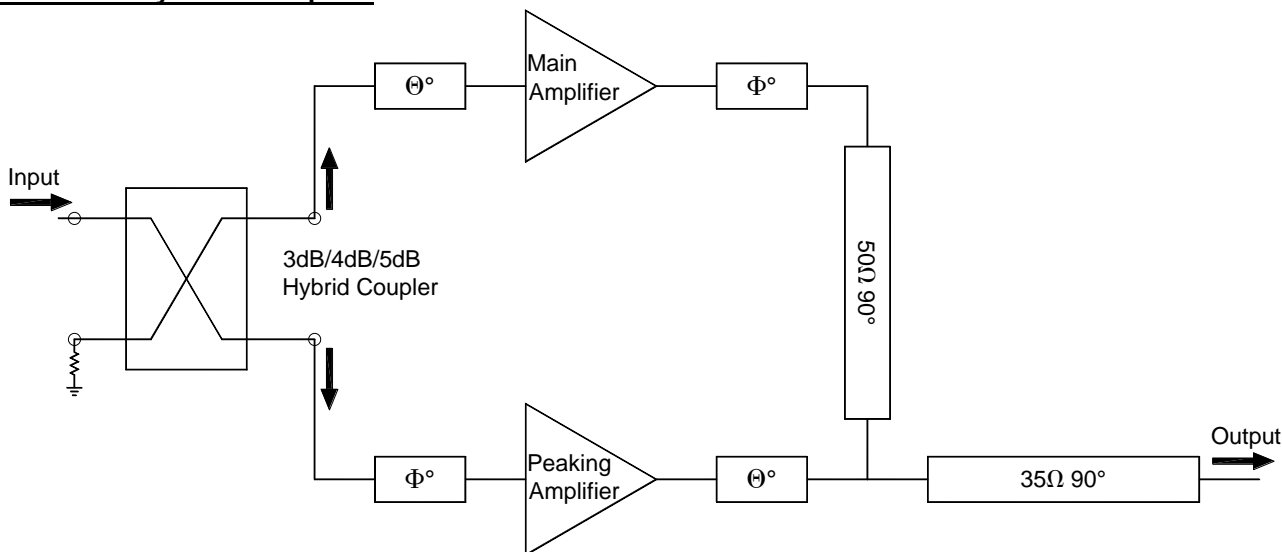 Θ°
Main
Amplifier
Φ°
Input
3dB/4dB/5dB
Hybrid Coupler
50Ω 90°
Φ°
Peaking
Amplifier
Θ°
Output
35Ω 90°